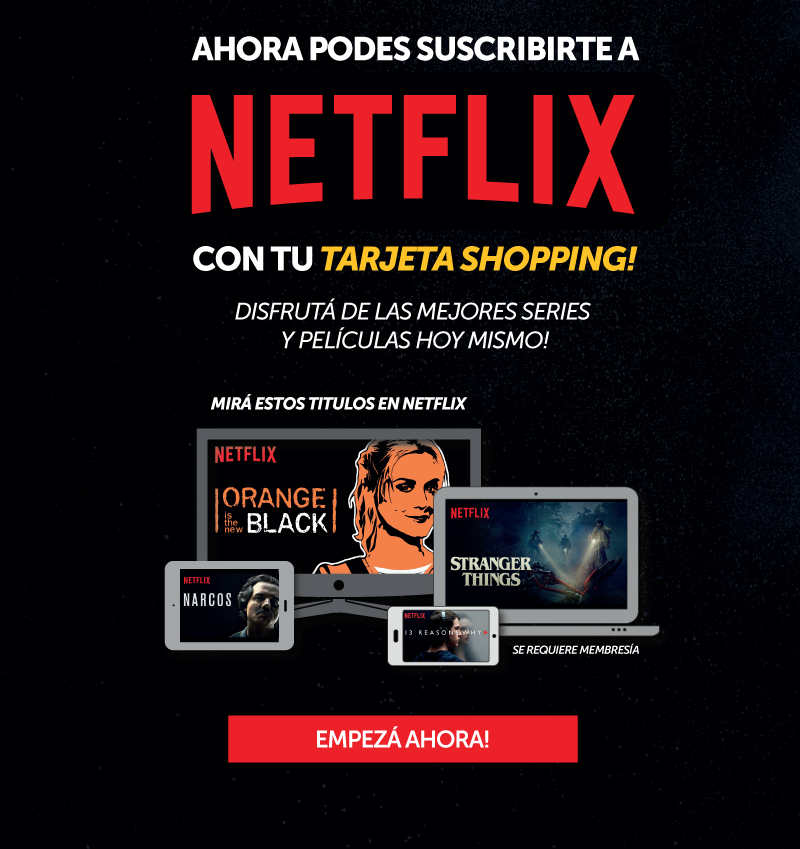 AHORA PODES SUSCRIBIRTE A
NETFLIX
CON TU TARJETA SHOPPING!
DISFRUTÁ DE LAS MEJORES SERIES
Y PELÍCULAS HOY MISMO!
MIRÁ ESTOS TITULOS EN NETFLIX
NETFLIX
ORANGE
is the new BLACK
NETFLIX
STRANGER
THINGS
NETFLIX
NARCOS
NETFLIX
13 REASONS WHY
SE REQUIERE MEMBRESÍA
EMPEZÁ AHORA!